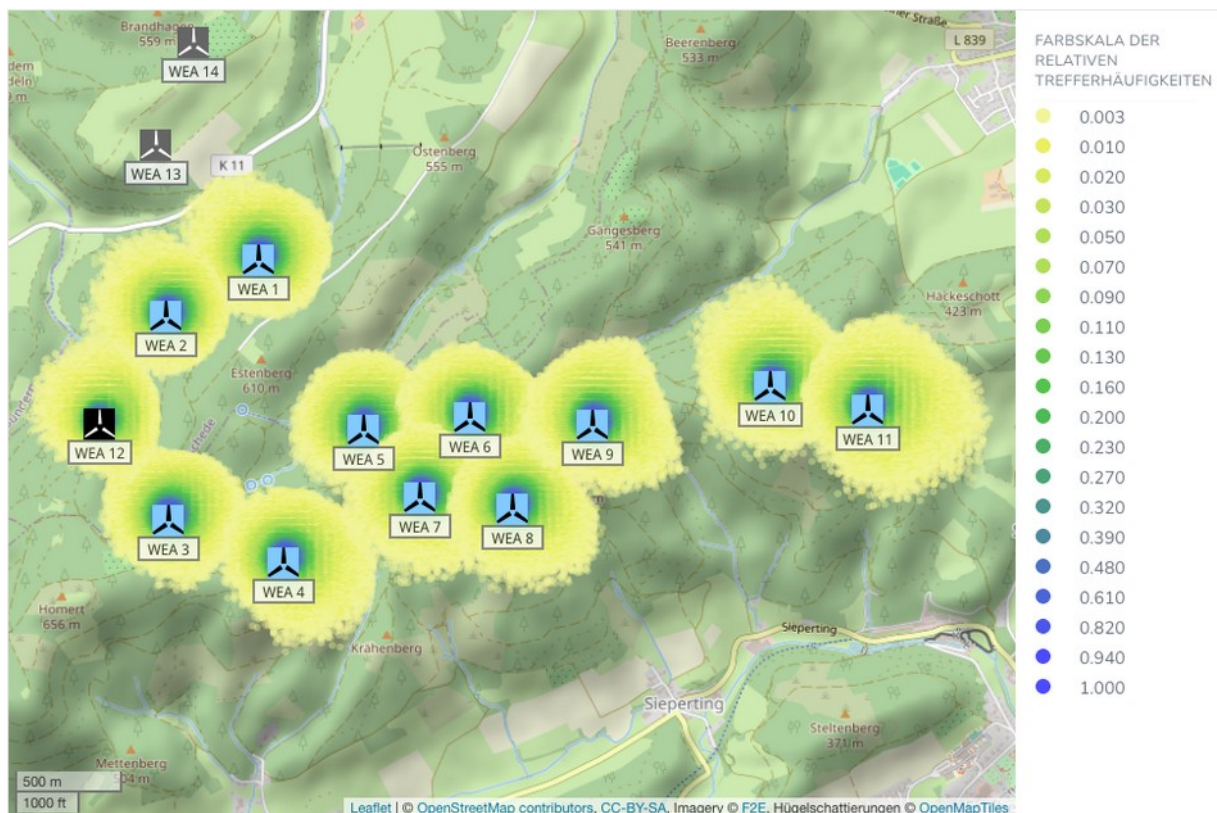 Brandhagen
559 m
WEA 14
WEA 13
K 11
Beerenberg
533 m
Straße
L 839
Ostenberg
555 m
Gangesberg
541 m
Häckeschott
423 m
WEA 1
WEA 2
Estenberg
610 m
WEA 12
WEA 5
WEA 6
WEA 9
WEA 10
WEA 11
WEA 3
WEA 4
WEA 7
WEA 8
Homert
656 m
Krähenberg
Sieperting
Sieperting
Steltenberg
371 m
Mettenberg
504 m
500 m
1000 ft
Leaflet | © OpenStreetMap contributors, CC-BY-SA, Imagery © F2E, Hügelschattierungen © OpenMapTiles
FARBSKALA DER
RELATIVEN
TREFFERHÄUFIGKEITEN
0.003
0.010
0.020
0.030
0.050
0.070
0.090
0.110
0.130
0.160
0.200
0.230
0.270
0.320
0.390
0.480
0.610
0.820
0.940
1.000